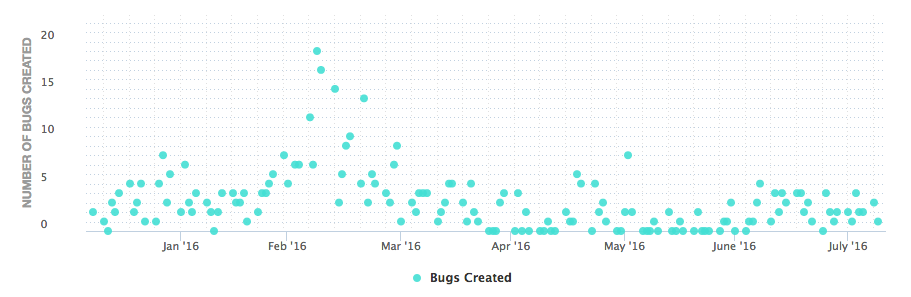 NUMBER OF BUGS CREATED
20
15
10
5
0
Jan '16 Feb '16 Mar '16 Apr '16 May '16 June '16 July '16
Bugs Created